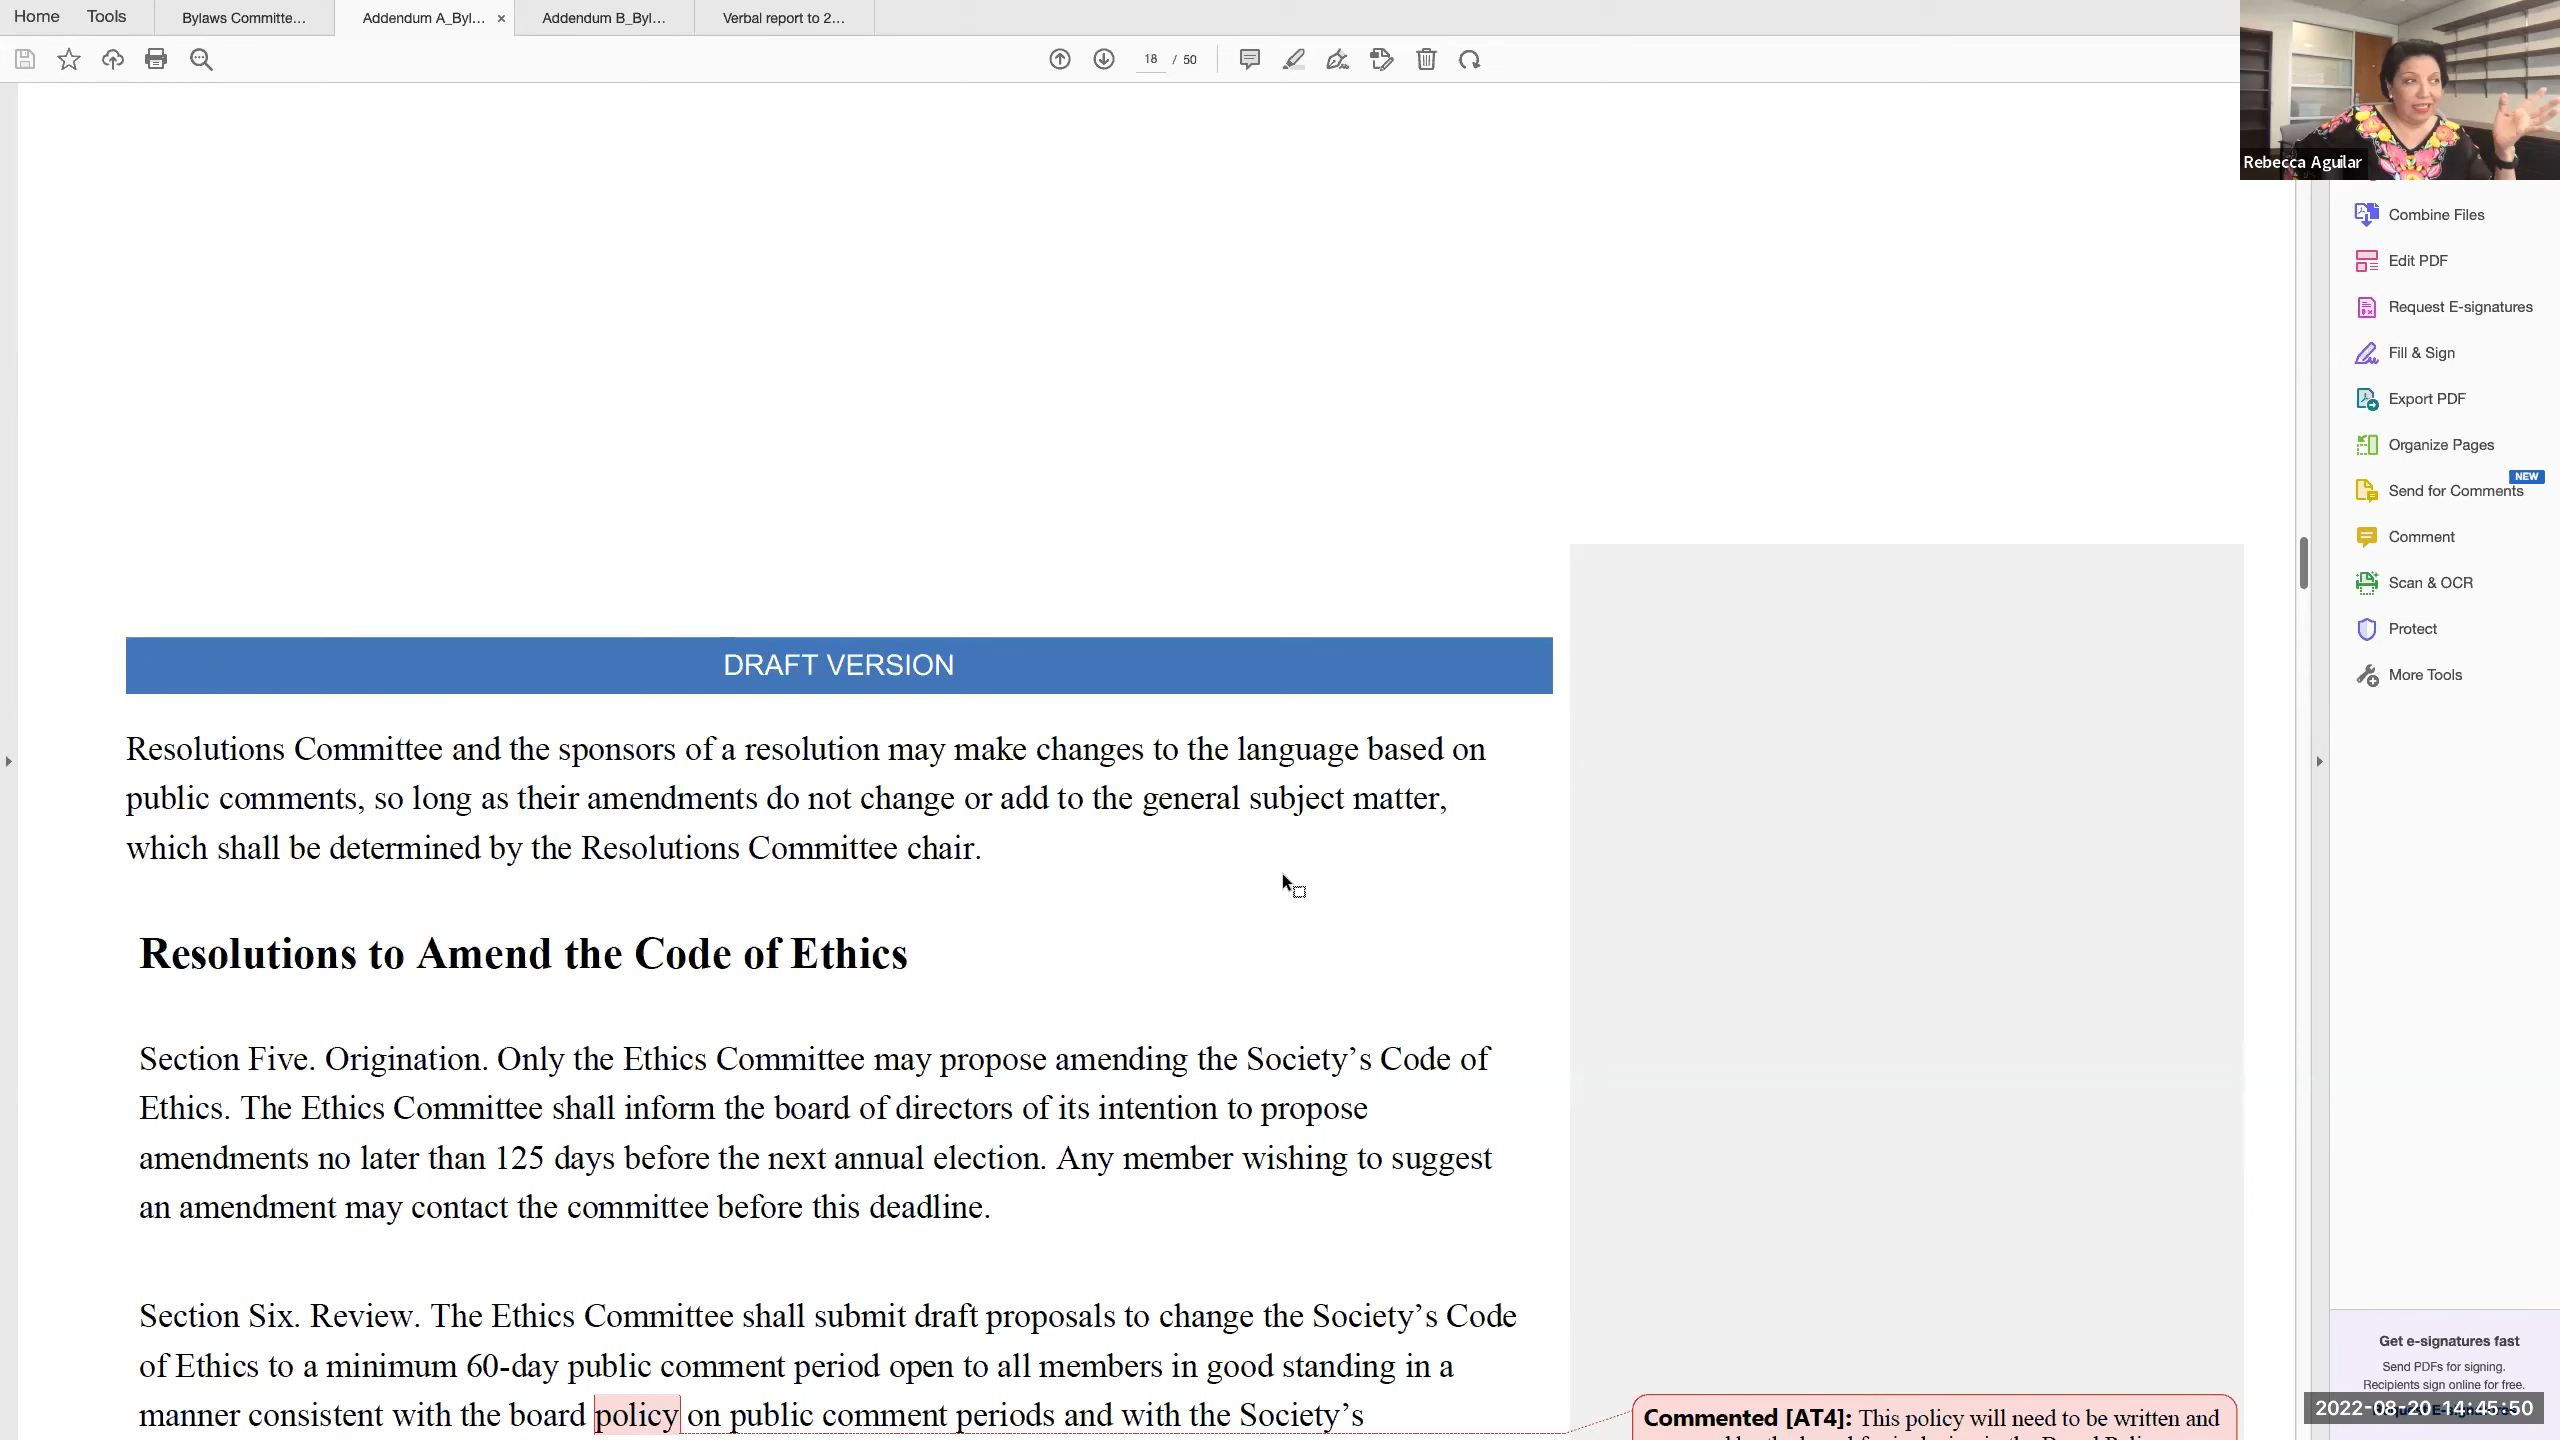 Home
Tools
Bylaws Committe...
Addendum A_Byl...
Addendum B_Byl...
Verbal report to 2...
18 / 50
Rebecca Aguilar
Combine Files
Edit PDF
Request E-signatures
Fill & Sign
Export PDF
Organize Pages
NEW
Send for Comments
Comment
Scan & OCR
Protect
More Tools
DRAFT VERSION
Resolutions Committee and the sponsors of a resolution may make changes to the language based on
public comments, so long as their amendments do not change or add to the general subject matter,
which shall be determined by the Resolutions Committee chair.
Resolutions to Amend the Code of Ethics
Section Five. Origination. Only the Ethics Committee may propose amending the Society’s Code of
Ethics. The Ethics Committee shall inform the board of directors of its intention to propose
amendments no later than 125 days before the next annual election. Any member wishing to suggest
an amendment may contact the committee before this deadline.
Section Six. Review. The Ethics Committee shall submit draft proposals to change the Society’s Code
of Ethics to a minimum 60-day public comment period open to all members in good standing in a
manner consistent with the board policy on public comment periods and with the Society’s
Commented [AT4]: This policy will need to be written and
Get e-signatures fast
Send PDFs for signing.
Recipients sign online for free.
2022-08-20 14:45:50